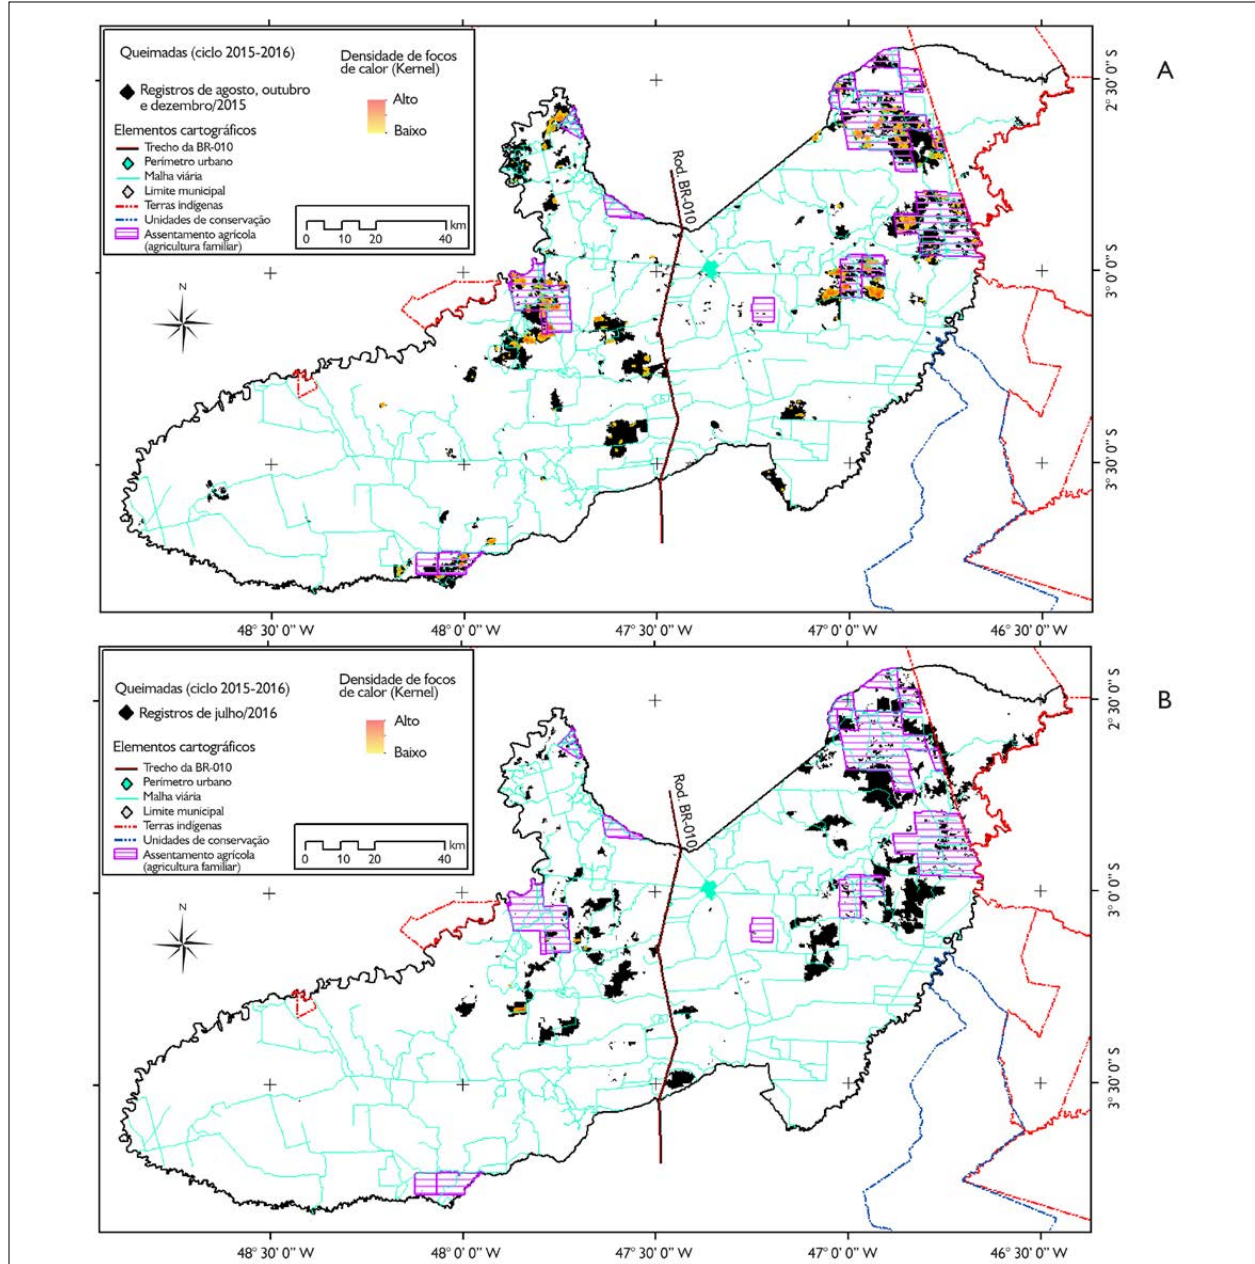 Queimadas (ciclo 2015-2016)
Registros de agosto, outubro
e dezembro/2015
Densidade de focos
de calor (Kernel)
Alto
Baixo
Elementos cartográficos
Trecho da BR-010
Perímetro urbano
Malha viária
Limite municipal
Terras indígenas
Unidades de conservação
Assentamento agrícola
(agricultura familiar)
km
0 10 20 40
N
Rod. BR-010
A
2° 30' 0'' S
3° 0' 0'' S
3° 30' 0'' S
48° 30' 0'' W 48° 0' 0'' W 47° 30' 0'' W 47° 0' 0'' W 46° 30' 0'' W
Queimadas (ciclo 2015-2016)
Registros de julho/2016
Densidade de focos
de calor (Kernel)
Alto
Baixo
Elementos cartográficos
Trecho da BR-010
Perímetro urbano
Malha viária
Limite municipal
Terras indígenas
Unidades de conservação
Assentamento agrícola
(agricultura familiar)
km
0 10 20 40
N
Rod. BR-010
B
2° 30' 0'' S
3° 0' 0'' S
3° 30' 0'' S
48° 30' 0'' W 48° 0' 0'' W 47° 30' 0'' W 47° 0' 0'' W 46° 30' 0'' W